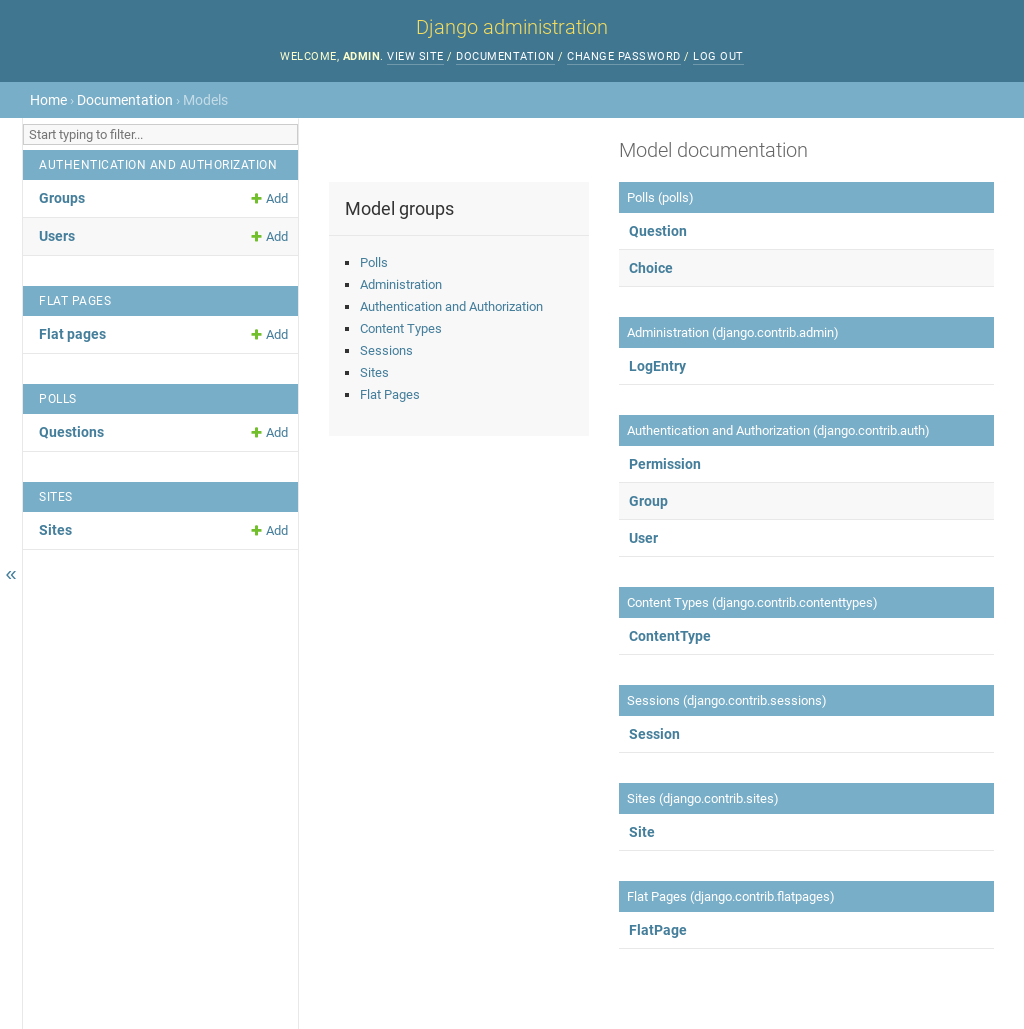 Django administration
WELCOME, ADMIN. VIEW SITE / DOCUMENTATION / CHANGE PASSWORD / LOG OUT
Home › Documentation › Models
Start typing to filter...
AUTHENTICATION AND AUTHORIZATION
Groups Add
Users Add
FLAT PAGES
Flat pages Add
POLLS
Questions Add
SITES
Sites Add
«
Model groups
Polls
Administration
Authentication and Authorization
Content Types
Sessions
Sites
Flat Pages
Model documentation
Polls (polls)
Question
Choice
Administration (django.contrib.admin)
LogEntry
Authentication and Authorization (django.contrib.auth)
Permission
Group
User
Content Types (django.contrib.contenttypes)
ContentType
Sessions (django.contrib.sessions)
Session
Sites (django.contrib.sites)
Site
Flat Pages (django.contrib.flatpages)
FlatPage